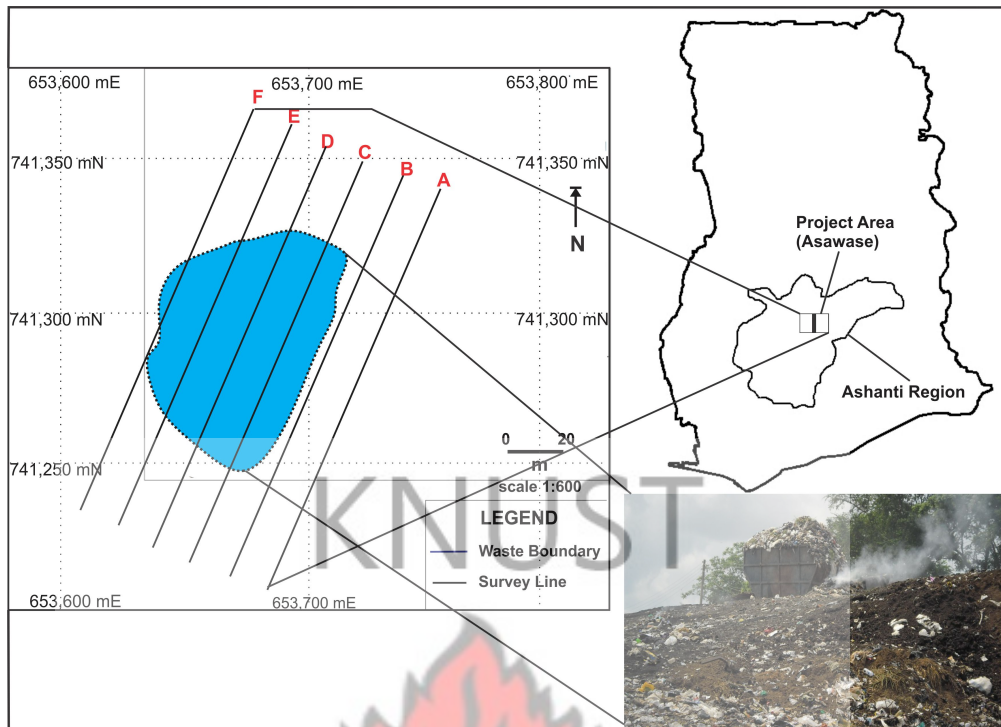 653,600 mE
653,700 mE
653,800 mE
F
E
D
C
B
A
741,350 mN
741,350 mN
N
Project Area
(Asawase)
741,300 mN
741,300 mN
Ashanti Region
0 20
m
scale 1:600
741,250 mN
KNUST
LEGEND
Waste Boundary
Survey Line
653,600 mE
653,700 mE